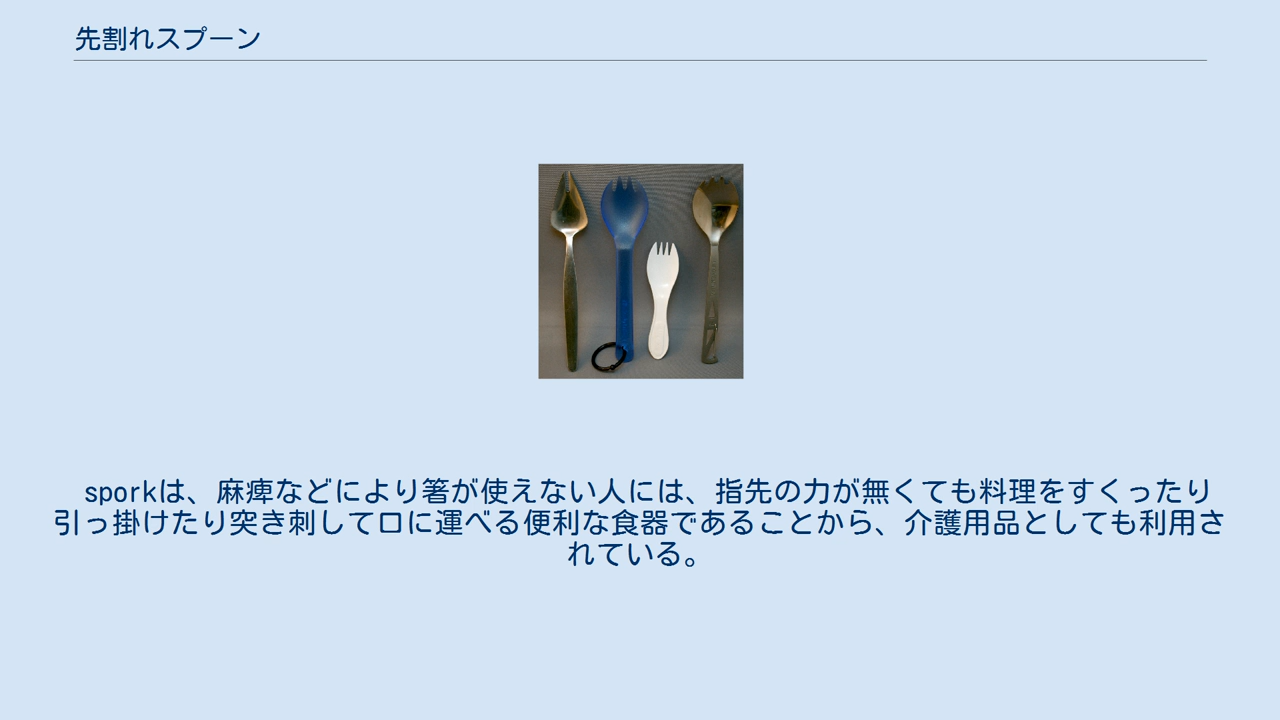 先割れスプーン
sporkは、麻痺などにより箸が使えない人には、指先の力が無くても料理をすくったり
引っ掛けたり突き刺して口に運べる便利な食器であることから、介護用品としても利用さ
れている。